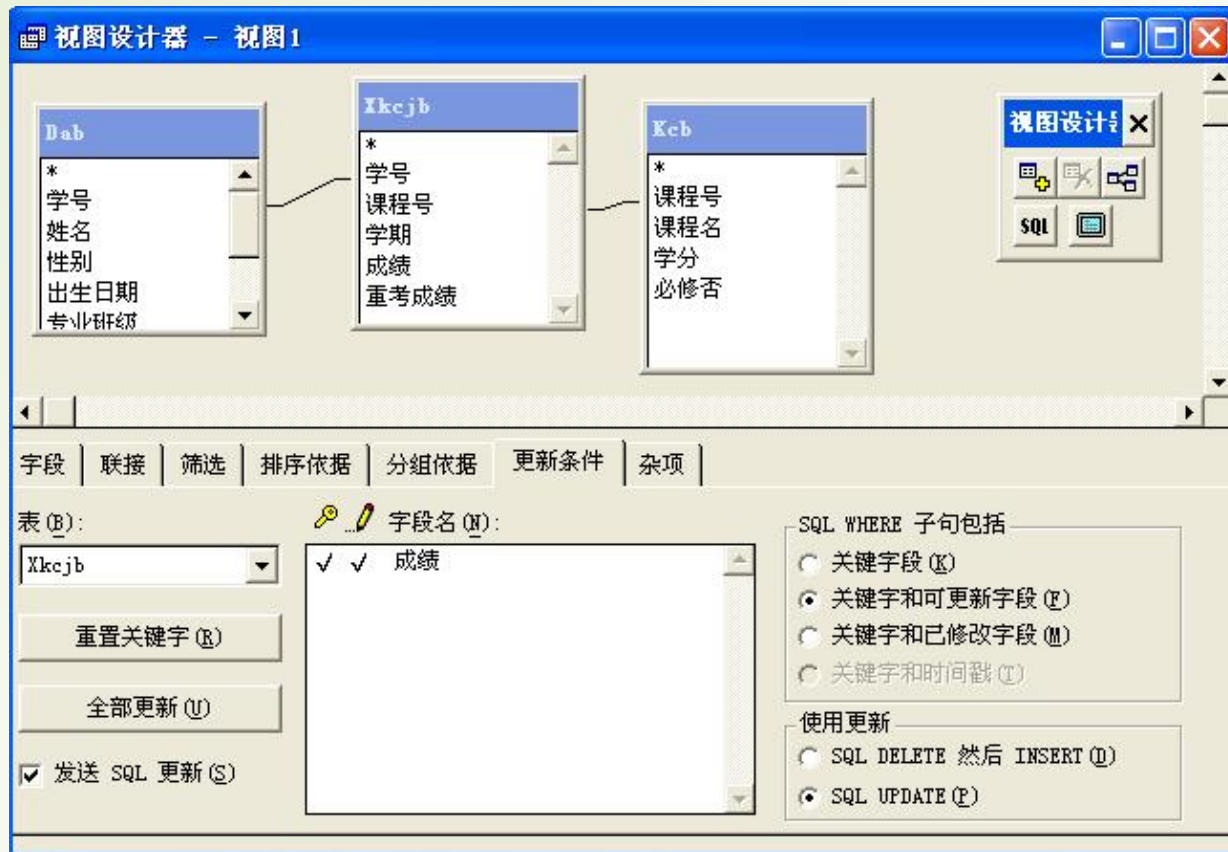 视图设计器 - 视图1
Dab
*
学号
姓名
性别
出生日期
专业班级
Xkcjb
*
学号
课程号
学期
成绩
重考成绩
Kcb
*
课程号
课程名
学分
必修否
视图设计
SQL
字段 联接 筛选 排序依据 分组依据 更新条件 杂项
表(B):
Xkcjb
重置关键字(R)
全部更新(U)
发送 SQL 更新(S)
字段名(N):
成绩
SQL WHERE 子句包括
关键字段(K)
关键字和可更新字段(F)
关键字和已修改字段(M)
关键字和时间戳(T)
使用更新
SQL DELETE 然后 INSERT(D)
SQL UPDATE(P)